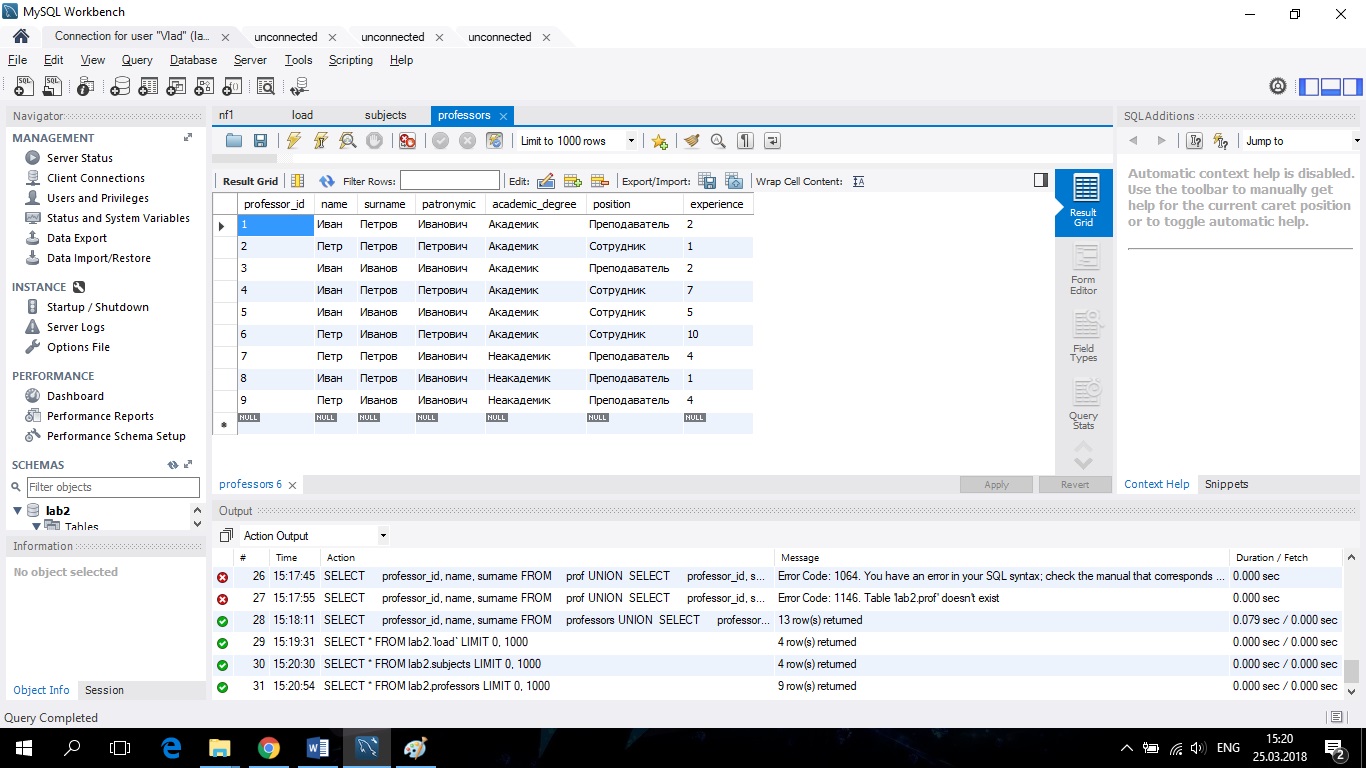 MySQL Workbench
Connection for user "Vlad" (la... unconnected unconnected unconnected
File Edit View Query Database Server Tools Scripting Help
Navigator
MANAGEMENT
Server Status
Client Connections
Users and Privileges
Status and System Variables
Data Export
Data Import/Restore
INSTANCE
Startup / Shutdown
Server Logs
Options File
PERFORMANCE
Dashboard
Performance Reports
Performance Schema Setup
SCHEMAS
Filter objects
lab2
Tables
Information
No object selected
Object Info Session
nf1 load subjects professors
Limit to 1000 rows
Result Grid Filter Rows: Edit: Export/Import: Wrap Cell Content: IA
professor_id name surname patronymic academic_degree position experience
1 Иван Петров Иванович Академик Преподаватель 2
2 Петр Петров Петрович Академик Сотрудник 1
3 Иван Иванов Иванович Академик Преподаватель 2
4 Иван Петров Петрович Академик Сотрудник 7
5 Иван Иванов Иванович Академик Сотрудник 5
6 Петр Иванов Петрович Академик Сотрудник 10
7 Петр Петров Иванович Неакадемик Преподаватель 4
8 Иван Петров Иванович Неакадемик Преподаватель 1
9 Петр Иванов Иванович Неакадемик Преподаватель 4
NULL NULL NULL NULL NULL NULL NULL
Result
Grid
Form
Editor
Field
Types
Query
Stats
professors 6 Apply Revert
SQLAdditions
Jump to
Automatic context help is disabled.
Use the toolbar to manually get
help for the current caret position
or to toggle automatic help.
Context Help Snippets
Output
Action Output
# Time Action Message Duration / Fetch
26 15:17:45 SELECT professor_id, name, surname FROM prof UNION SELECT professor_id, s... Error Code: 1064. You have an error in your SQL syntax; check the manual that corresponds ... 0.000 sec
27 15:17:55 SELECT professor_id, name, surname FROM prof UNION SELECT professor_id, s... Error Code: 1146. Table 'lab2.prof' doesn't exist 0.000 sec
28 15:18:11 SELECT professor_id, name, surname FROM professors UNION SELECT professor... 13 row(s) returned 0.079 sec / 0.000 sec
29 15:19:31 SELECT * FROM lab2.`load` LIMIT 0, 1000 4 row(s) returned 0.000 sec / 0.000 sec
30 15:20:30 SELECT * FROM lab2.subjects LIMIT 0, 1000 4 row(s) returned 0.000 sec / 0.000 sec
31 15:20:54 SELECT * FROM lab2.professors LIMIT 0, 1000 9 row(s) returned 0.000 sec / 0.000 sec
Query Completed
ENG 15:20
25.03.2018 2